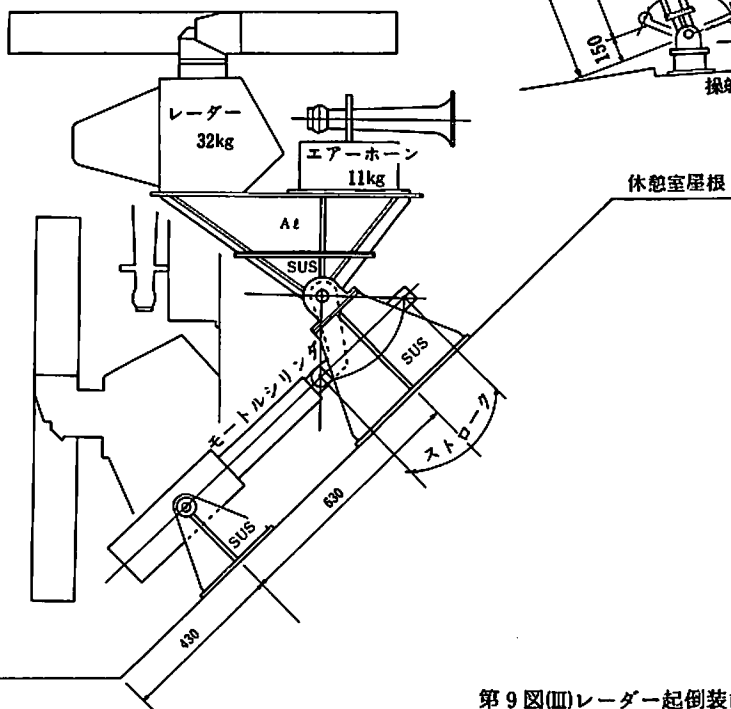 150
操舵
レーダー
32kg
エアーホーン
11kg
休憩室屋根
Aℓ
SUS
モートルシリンダ
SUS
ストローク
630
SUS
430
第9図(Ⅲ)レーダー起倒装